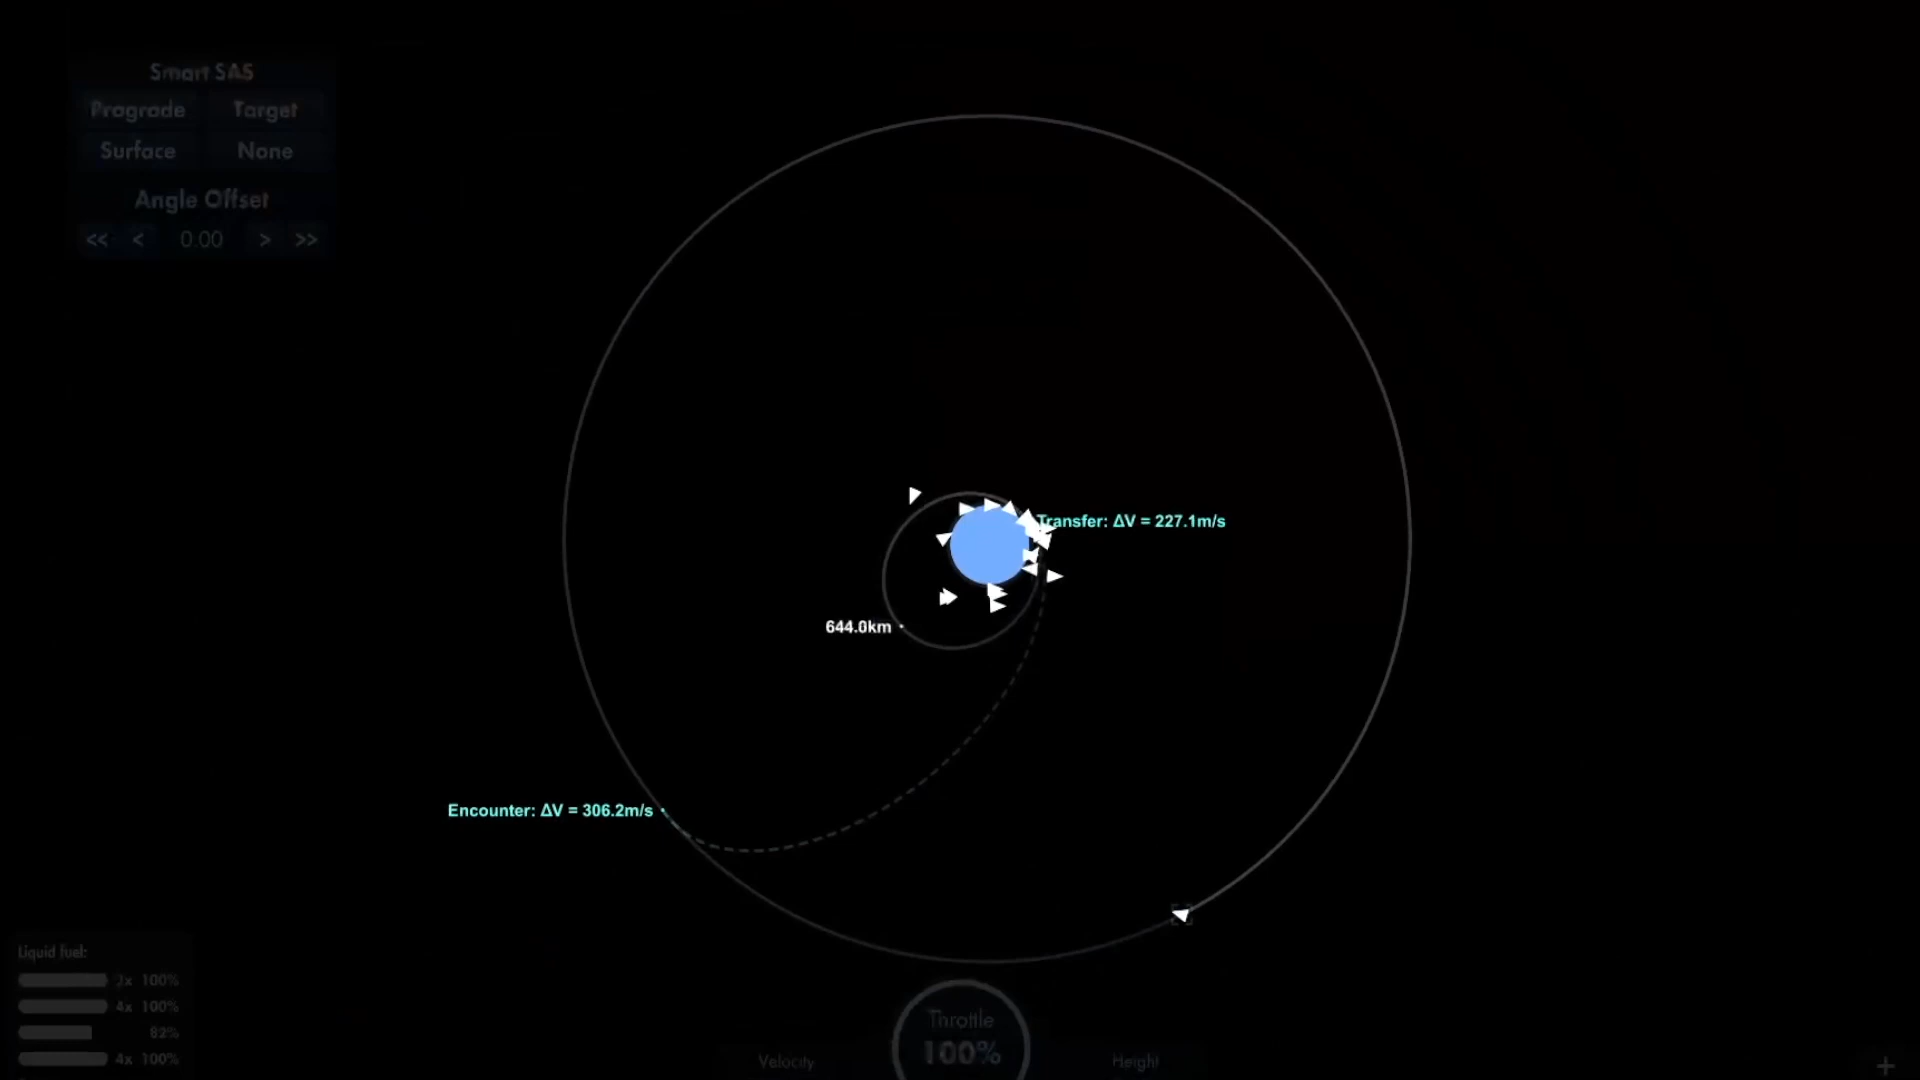 Smart SAS
Prograde Target
Surface None
Angle Offset
<< < 0.00 > >>
Transfer: ΔV = 227.1m/s
644.0km
Encounter: ΔV = 306.2m/s
Liquid fuel:
100%
4x 100%
82%
4x 100%
Throttle
100%
Velocity
Height
+